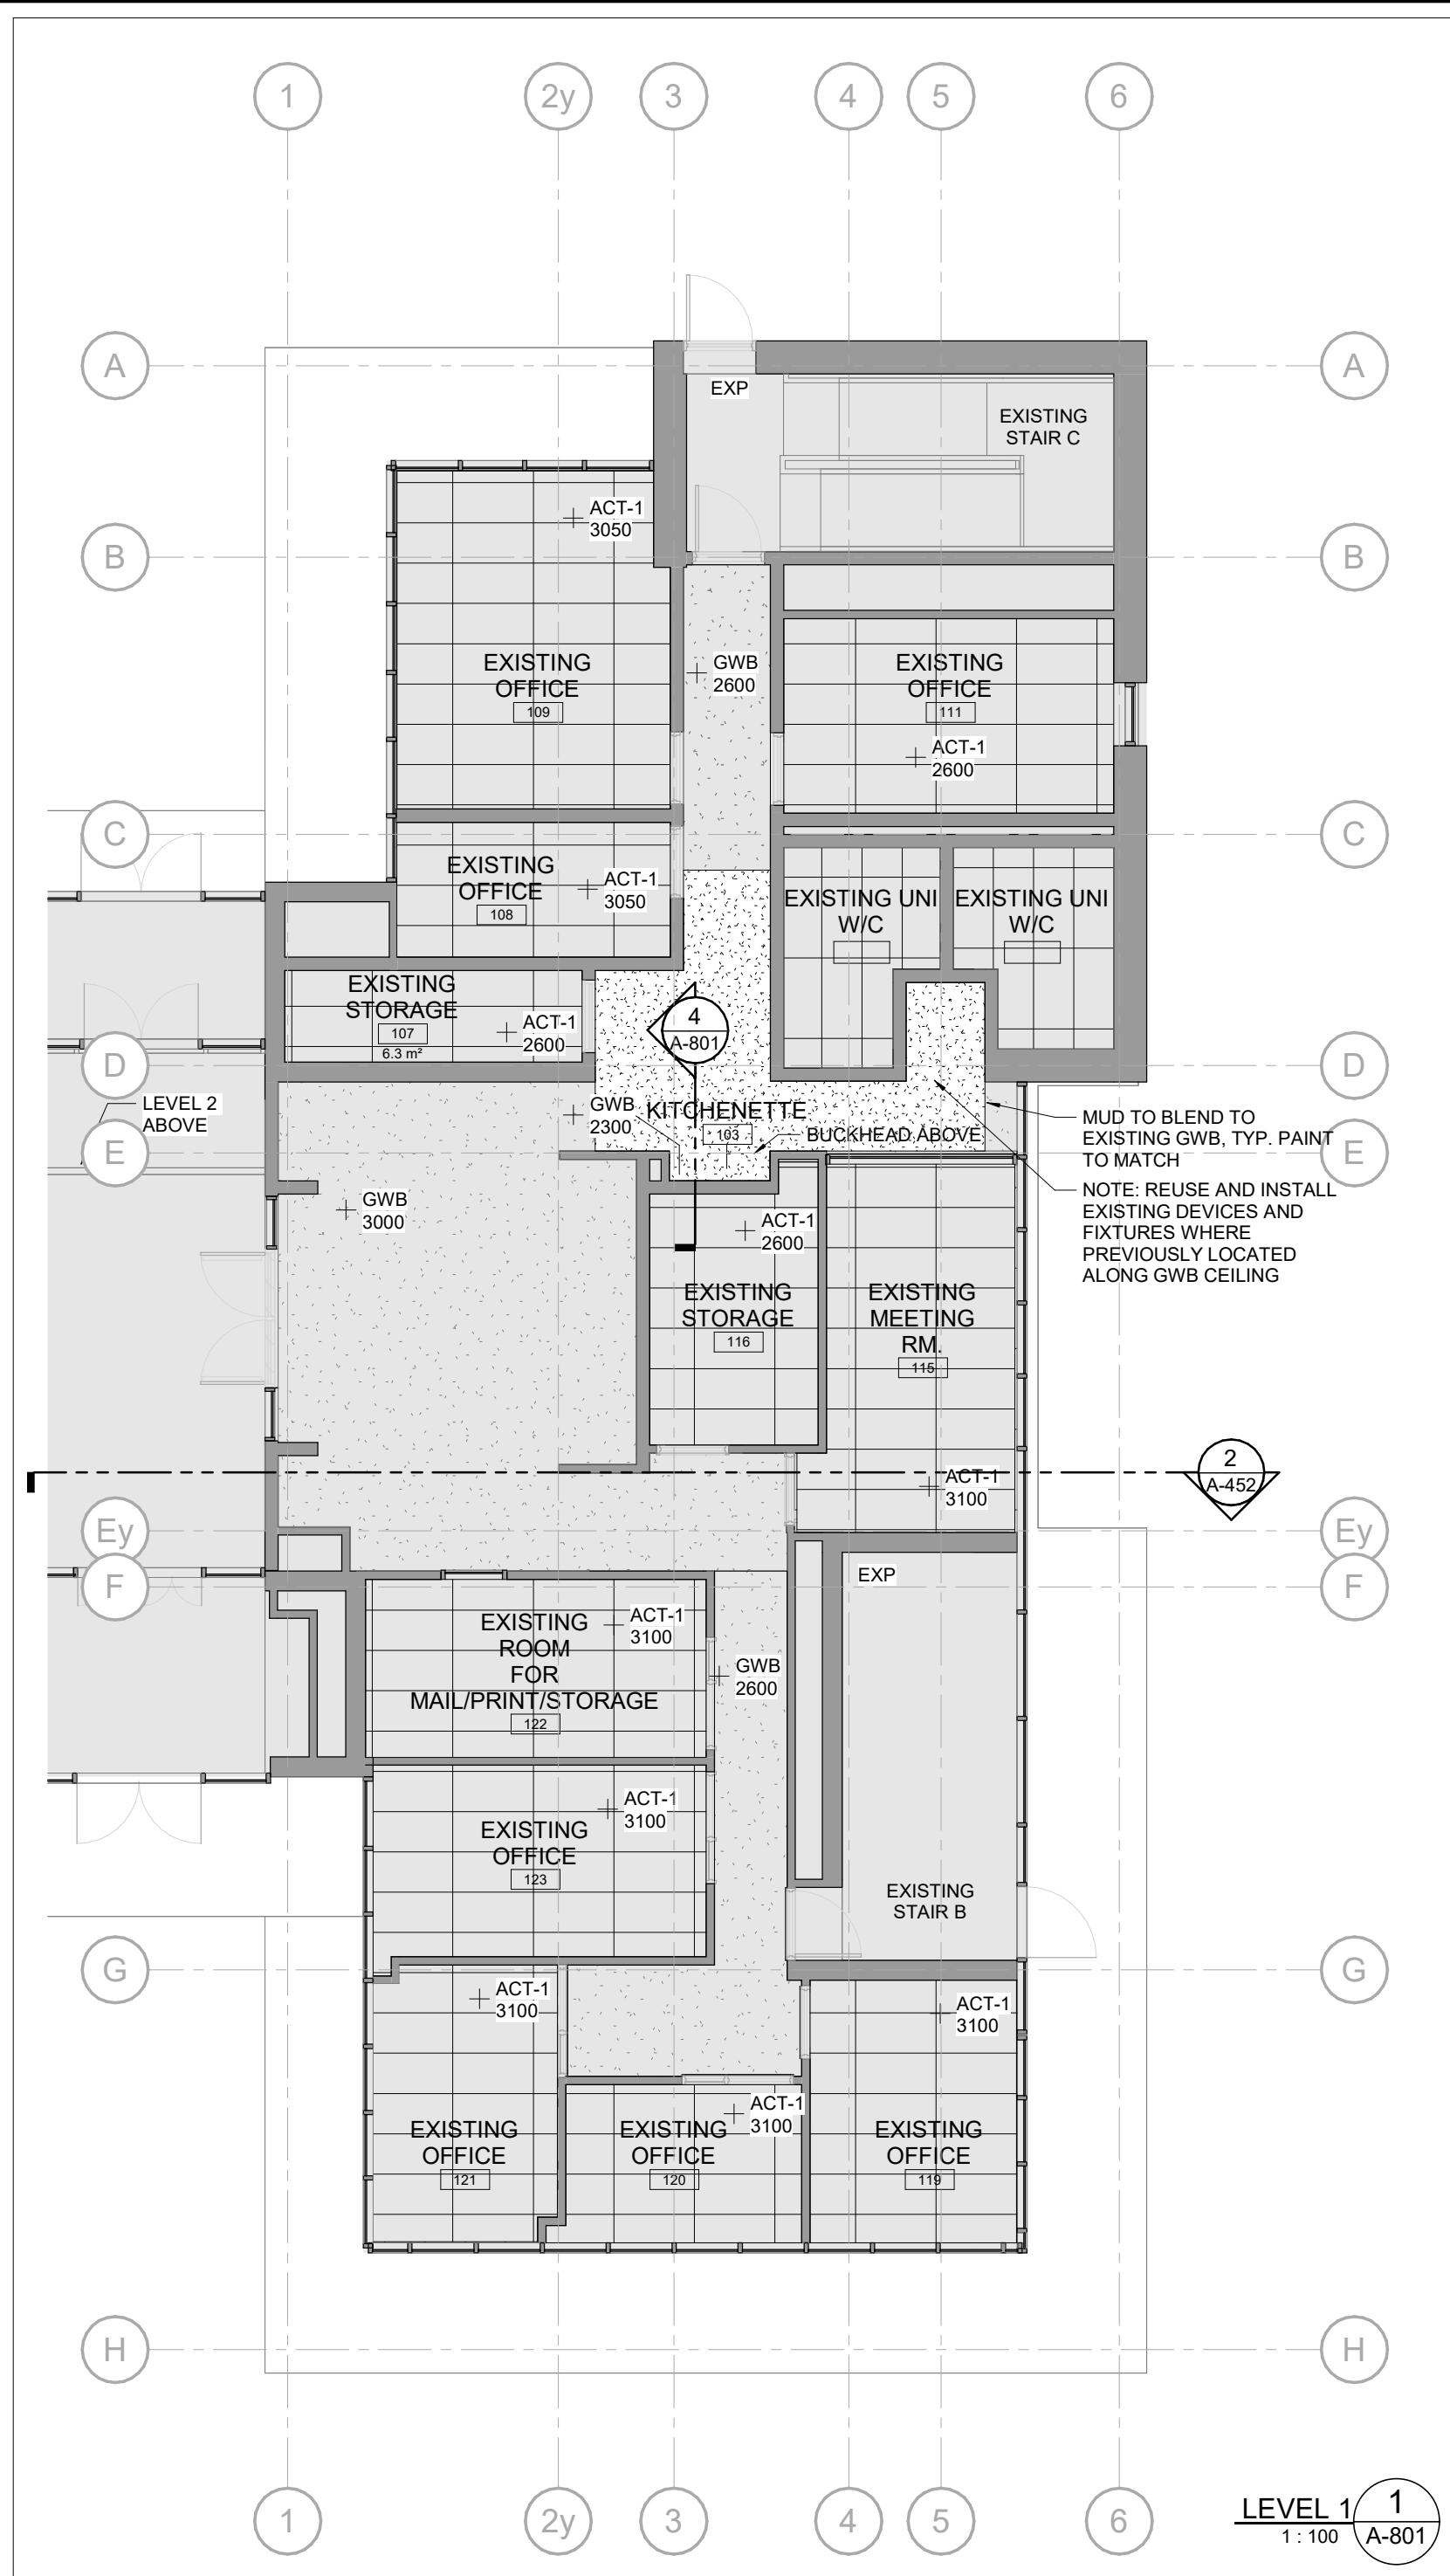 1
2y
3
4
5
6
A
A
EXP
EXISTING
STAIR C
ACT-1
3050
B
B
EXISTING
OFFICE
109
GWB
2600
EXISTING
OFFICE
111
ACT-1
2600
C
C
EXISTING
OFFICE
108
ACT-1
3050
EXISTING UNI
W/C
EXISTING UNI
W/C
EXISTING
STORAGE
107
6.3 m²
ACT-1
2600
4
A-801
D
D
LEVEL 2
ABOVE
GWB
2300
KITCHENETTE
103
BUCKHEAD ABOVE
MUD TO BLEND TO
EXISTING GWB, TYP. PAINT
TO MATCH
E
E
NOTE: REUSE AND INSTALL
EXISTING DEVICES AND
FIXTURES WHERE
PREVIOUSLY LOCATED
ALONG GWB CEILING
GWB
3000
ACT-1
2600
EXISTING
STORAGE
116
EXISTING
MEETING
RM.
115
2
A-452
ACT-1
3100
Ey
Ey
F
F
EXP
EXISTING
ROOM
FOR
MAIL/PRINT/STORAGE
122
ACT-1
3100
GWB
2600
ACT-1
3100
EXISTING
OFFICE
123
EXISTING
STAIR B
G
G
ACT-1
3100
ACT-1
3100
ACT-1
3100
EXISTING
OFFICE
121
EXISTING
OFFICE
120
EXISTING
OFFICE
119
H
H
1
2y
3
4
5
6
LEVEL 1
1 : 100
1
A-801